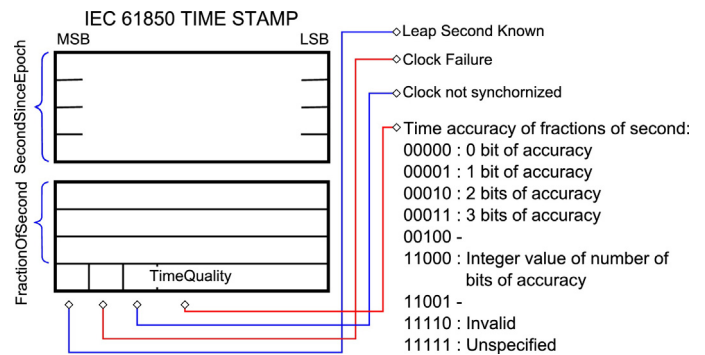 IEC 61850 TIME STAMP
MSB
LSB
SecondSinceEpoch
FractionOfSecond
TimeQuality
Leap Second Known
Clock Failure
Clock not synchornized
Time accuracy of fractions of second:
00000 : 0 bit of accuracy
00001 : 1 bit of accuracy
00010 : 2 bits of accuracy
00011 : 3 bits of accuracy
00100 -
11000 : Integer value of number of
bits of accuracy
11001 -
11110 : Invalid
11111 : Unspecified